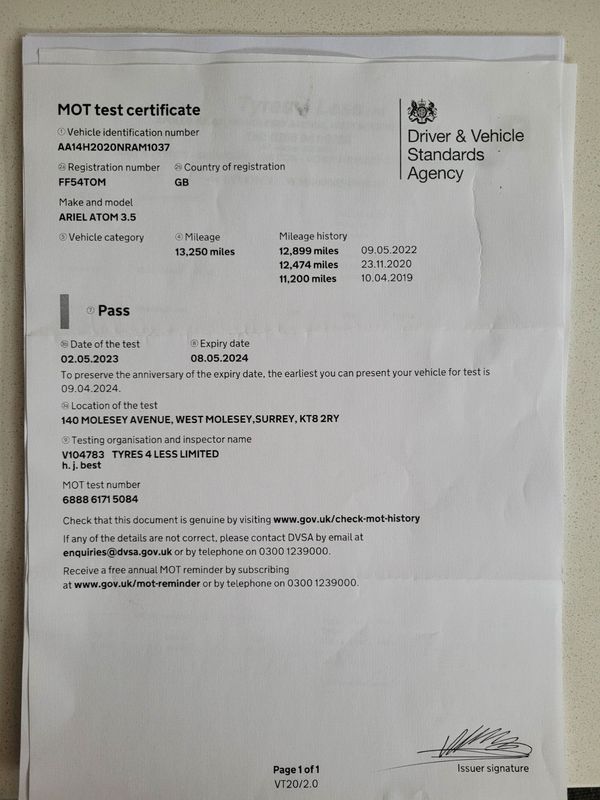 MOT test certificate
① Vehicle identification number
AA14H2020NRAM1037
Registration number
Country of registration
FF54TOM
GB
Make and model
ARIEL ATOM 3.5
⑤ Vehicle category
④ Mileage
Mileage history
13,250 miles
12,899 miles 09.05.2022
12,474 miles 23.11.2020
11,200 miles 10.04.2019
⑦ Pass
Date of the test
⑧ Expiry date
02.05.2023
08.05.2024
To preserve the anniversary of the expiry date, the earliest you can present your vehicle for test is
09.04.2024.
Location of the test
140 MOLESEY AVENUE, WEST MOLESEY,SURREY, KT8 2RY
⑨ Testing organisation and inspector name
V104783 TYRES 4 LESS LIMITED
h. j. best
MOT test number
6888 6171 5084
Check that this document is genuine by visiting www.gov.uk/check-mot-history
If any of the details are not correct, please contact DVSA by email at
enquiries@dvsa.gov.uk or by telephone on 0300 1239000.
Receive a free annual MOT reminder by subscribing
at www.gov.uk/mot-reminder or by telephone on 0300 1239000.
Driver & Vehicle
Standards
Agency
Issuer signature
Page 1 of 1
VT20/2.0